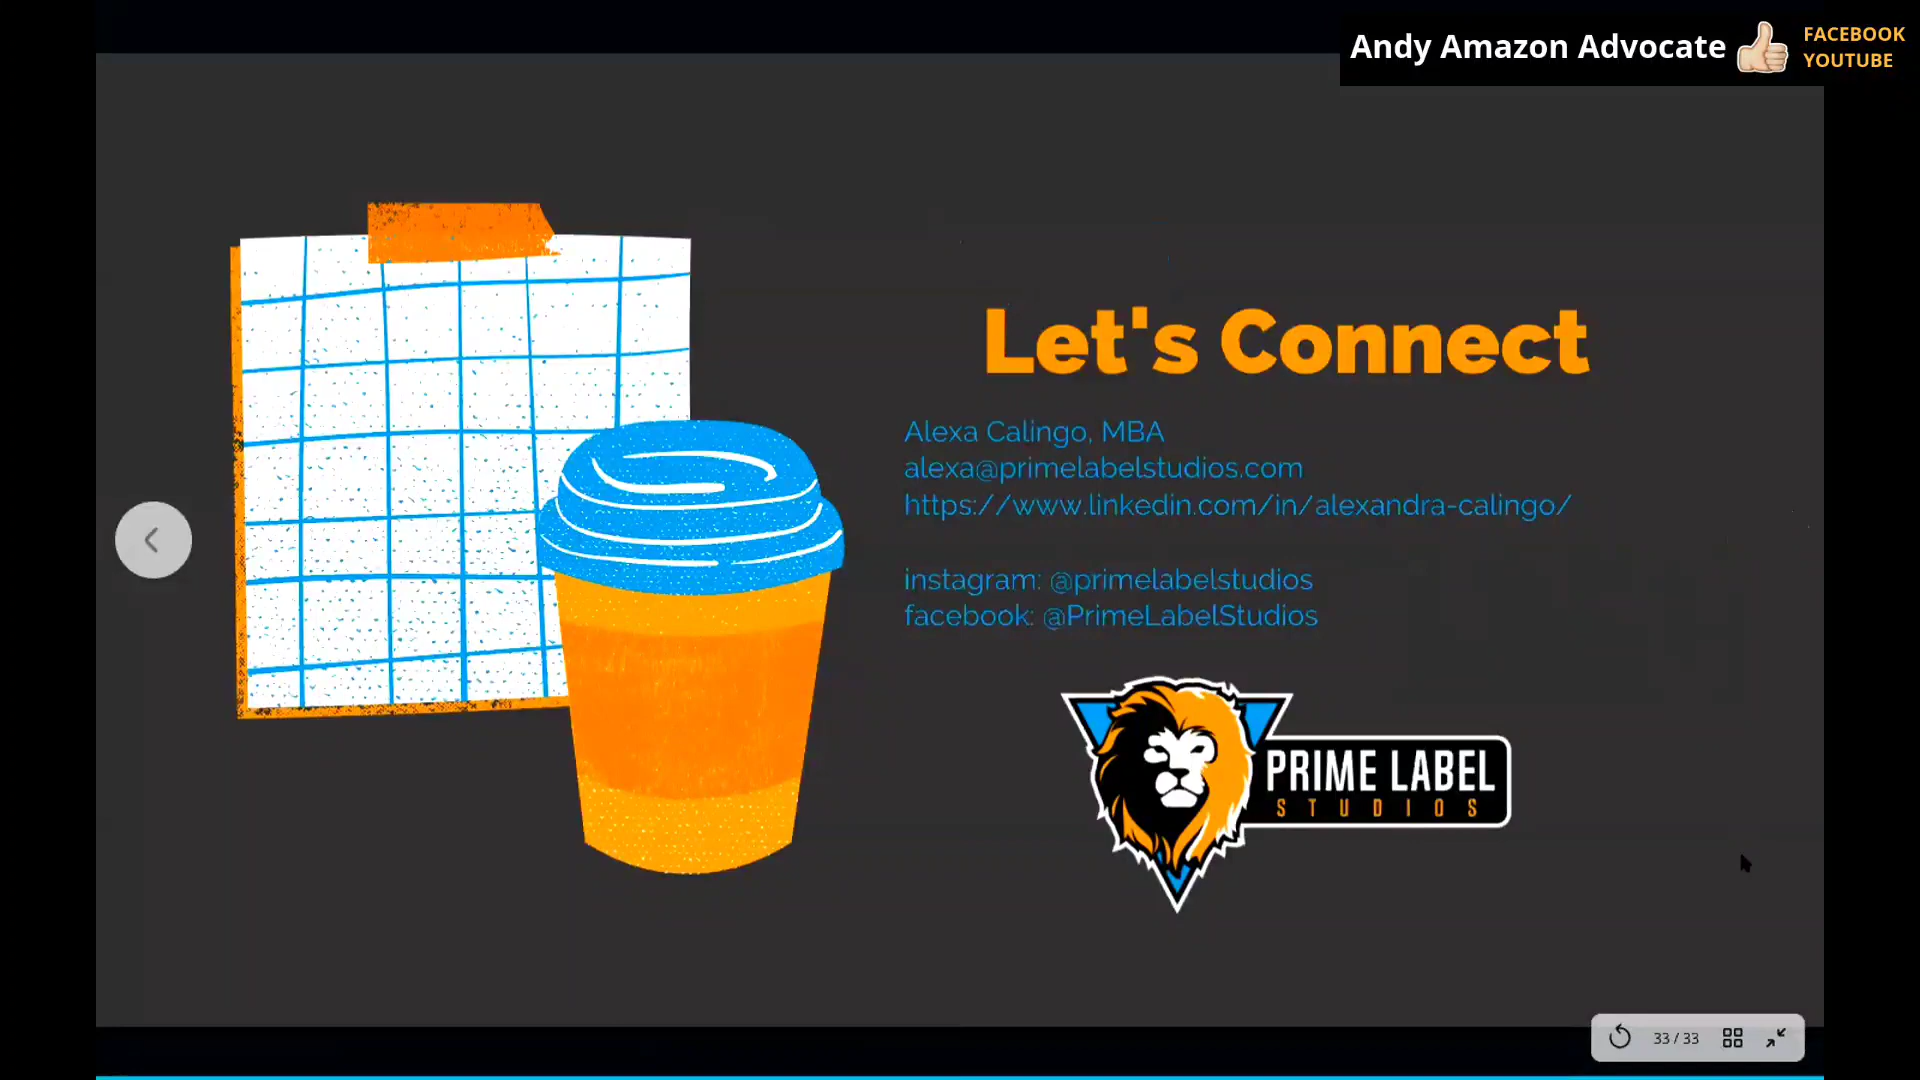 Andy Amazon Advocate
FACEBOOK
YOUTUBE
Let's Connect
Alexa Calingo, MBA
alexa@primelabelstudios.com
https://www.linkedin.com/in/alexandra-calingo/
instagram: @primelabelstudios
facebook: @PrimeLabelStudios
PRIME LABEL
STUDIOS
33 / 33